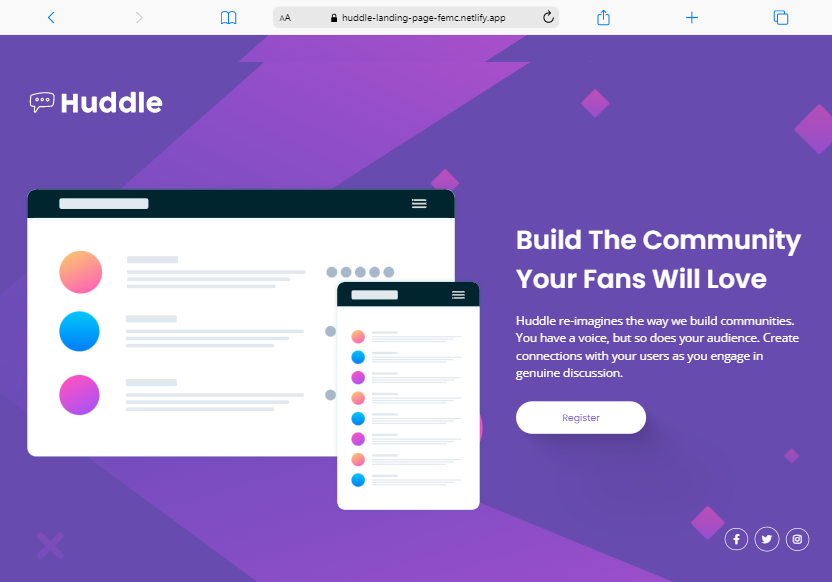 AA
huddle-landing-page-femc.netlify.app
Huddle
Build The Community
Your Fans Will Love
Huddle re-imagines the way we build communities.
You have a voice, but so does your audience. Create
connections with your users as you engage in
genuine discussion.
Register